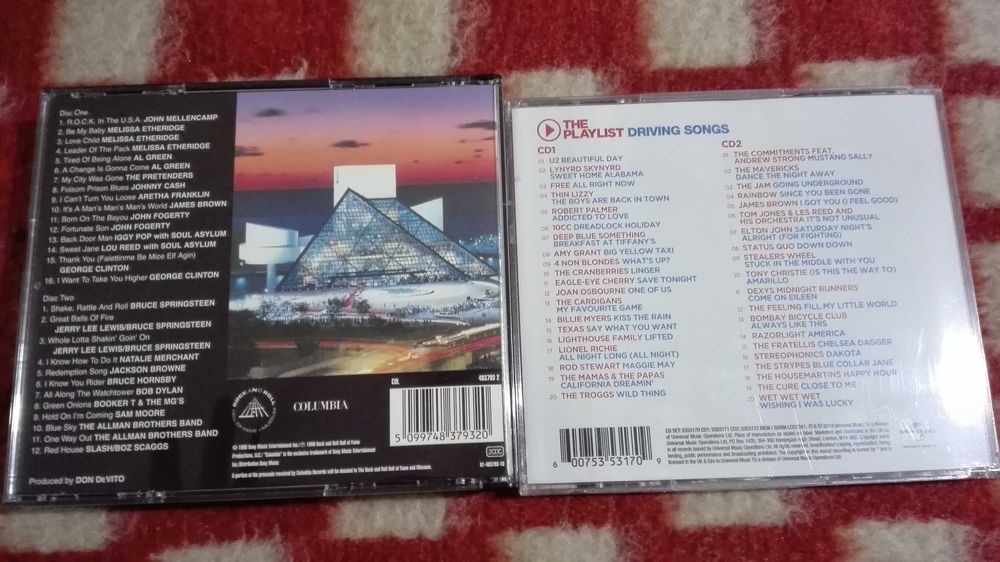 Disc One
1. R.O.C.K. In The U.S.A. JOHN MELLENCAMP
2. Be My Baby MELISSA ETHERIDGE
3. Love Child MELISSA ETHERIDGE
4. Leader Of The Pack MELISSA ETHERIDGE
5. Tired Of Being Alone AL GREEN
6. A Change Is Gonna Come AL GREEN
7. My City Was Gone THE PRETENDERS
8. Folsom Prison Blues JOHNNY CASH
9. I Can't Turn You Loose ARETHA FRANKLIN
10. It's A Man's Man's Man's World JAMES BROWN
11. Born On The Bayou JOHN FOGERTY
12. Fortunate Son JOHN FOGERTY
13. Back Door Man IGGY POP with SOUL ASYLUM
14. Sweet Jane LOU REED with SOUL ASYLUM
15. Thank You (Falettinme Be Mice Elf Agin)
GEORGE CLINTON
16. I Want To Take You Higher GEORGE CLINTON
Disc Two
1. Shake, Rattle And Roll BRUCE SPRINGSTEEN
2. Great Balls Of Fire
JERRY LEE LEWIS/BRUCE SPRINGSTEEN
3. Whole Lotta Shakin' Goin' On
JERRY LEE LEWIS/BRUCE SPRINGSTEEN
4. I Know How To Do It NATALIE MERCHANT
5. Redemption Song JACKSON BROWNE
6. I Know You Rider BRUCE HORNSBY
7. All Along The Watchtower BOB DYLAN
8. Green Onions BOOKER T & THE MG'S
9. Hold On I'm Coming SAM MOORE
10. Blue Sky THE ALLMAN BROTHERS BAND
11. One Way Out THE ALLMAN BROTHERS BAND
12. Red House SLASH/BOZ SCAGGS
Produced by DON DeVITO
ROCK AND ROLL
HALL OF FAME + MUSEUM
COLUMBIA
COL
493793 2
5 099748 379320
2CDC
THE
PLAYLIST DRIVING SONGS
CD1
01 U2 BEAUTIFUL DAY
02 LYNYRD SKYNYRD
SWEET HOME ALABAMA
03 FREE ALL RIGHT NOW
04 THIN LIZZY
THE BOYS ARE BACK IN TOWN
05 ROBERT PALMER
ADDICTED TO LOVE
06 10CC DREADLOCK HOLIDAY
07 DEEP BLUE SOMETHING
BREAKFAST AT TIFFANY'S
08 AMY GRANT BIG YELLOW TAXI
09 4 NON BLONDES WHAT'S UP?
10 THE CRANBERRIES LINGER
11 EAGLE-EYE CHERRY SAVE TONIGHT
12 JOAN OSBOURNE ONE OF US
13 THE CARDIGANS
MY FAVOURITE GAME
14 BILLIE MYERS KISS THE RAIN
15 TEXAS SAY WHAT YOU WANT
16 LIGHTHOUSE FAMILY LIFTED
17 LIONEL RICHIE
ALL NIGHT LONG (ALL NIGHT)
18 ROD STEWART MAGGIE MAY
19 THE MAMAS & THE PAPAS
CALIFORNIA DREAMIN'
20 THE TROGGS WILD THING
CD2
01 THE COMMITMENTS FEAT.
ANDREW STRONG MUSTANG SALLY
02 THE MAVERICKS
DANCE THE NIGHT AWAY
03 THE JAM GOING UNDERGROUND
04 RAINBOW SINCE YOU BEEN GONE
05 JAMES BROWN I GOT YOU (I FEEL GOOD)
06 TOM JONES & LES REED AND
HIS ORCHESTRA IT'S NOT UNUSUAL
07 ELTON JOHN SATURDAY NIGHT'S
ALRIGHT (FOR FIGHTING)
08 STATUS QUO DOWN DOWN
09 STEALERS WHEEL
STUCK IN THE MIDDLE WITH YOU
10 TONY CHRISTIE (IS THIS THE WAY TO)
AMARILLO
11 DEXYS MIDNIGHT RUNNERS
COME ON EILEEN
12 THE FEELING FILL MY LITTLE WORLD
13 BOMBAY BICYCLE CLUB
ALWAYS LIKE THIS
14 RAZORLIGHT AMERICA
15 THE FRATELLIS CHELSEA DAGGER
16 STEREOPHONICS DAKOTA
17 THE STRYPES BLUE COLLAR JANE
18 THE HOUSEMARTINS HAPPY HOUR
19 THE CURE CLOSE TO ME
20 WET WET WET
WISHING I WAS LUCKY
6 00753 53170 9